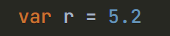 var r = 5.2